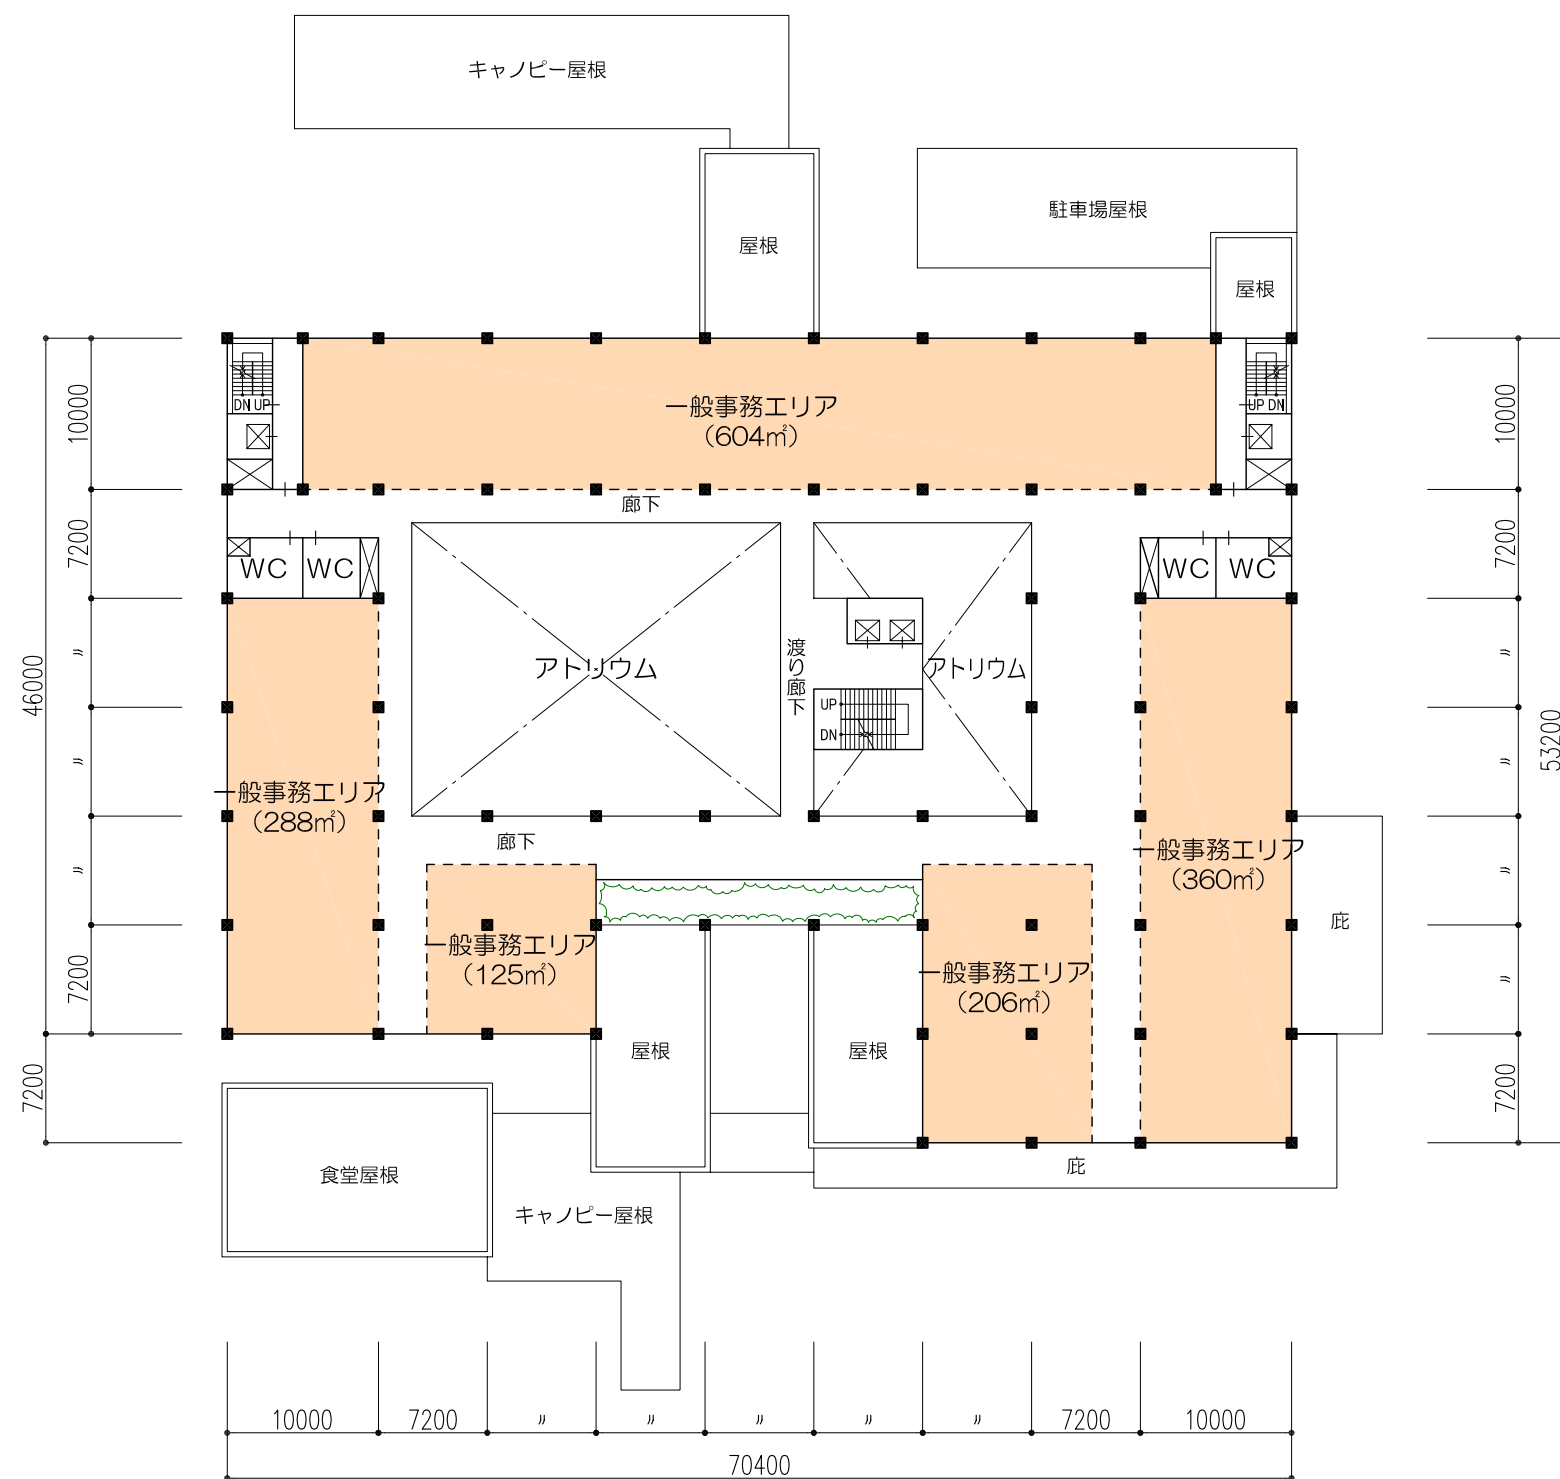 キャノピー屋根
駐車場屋根
屋根
屋根
DN UP
UP DN
一般事務エリア
（604㎡）
廊下
WC
WC
WC
WC
アトリウム
渡り廊下
アトリウム
UP
DN
一般事務エリア
（288㎡）
廊下
一般事務エリア
（360㎡）
一般事務エリア
（125㎡）
一般事務エリア
（206㎡）
庇
屋根
屋根
庇
食堂屋根
キャノピー屋根
10000
7200
〃
〃
〃
7200
46000
7200
10000
7200
〃
〃
〃
〃
7200
53200
10000
7200
〃
〃
〃
〃
〃
7200
10000
70400